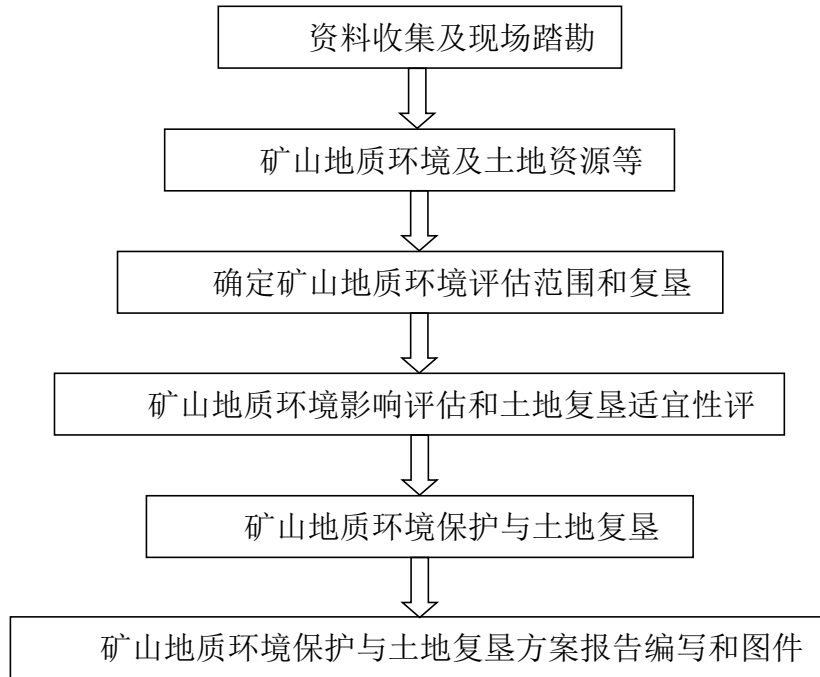 资料收集及现场踏勘
矿山地质环境及土地资源等
确定矿山地质环境评估范围和复垦
矿山地质环境影响评估和土地复垦适宜性评
矿山地质环境保护与土地复垦
矿山地质环境保护与土地复垦方案报告编写和图件